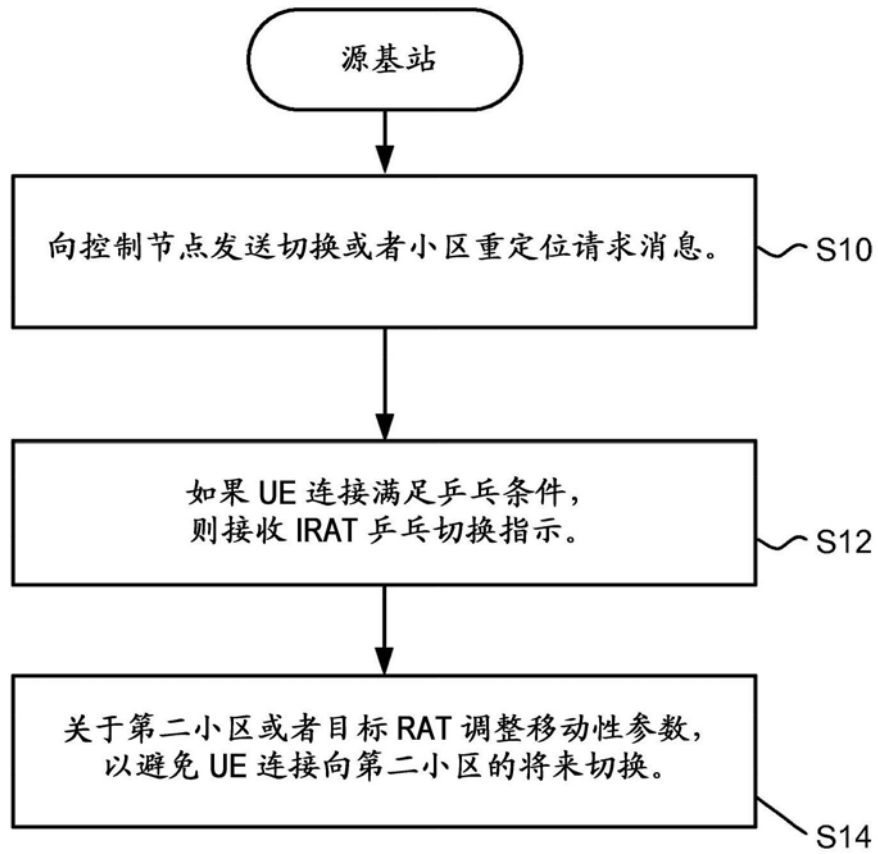 源基站
向控制节点发送切换或者小区重定位请求消息。
S10
如果 UE 连接满足乒乓条件，
则接收 IRAT 乒乓切换指示。
S12
关于第二小区或者目标 RAT 调整移动性参数，
以避免 UE 连接向第二小区的将来切换。
S14